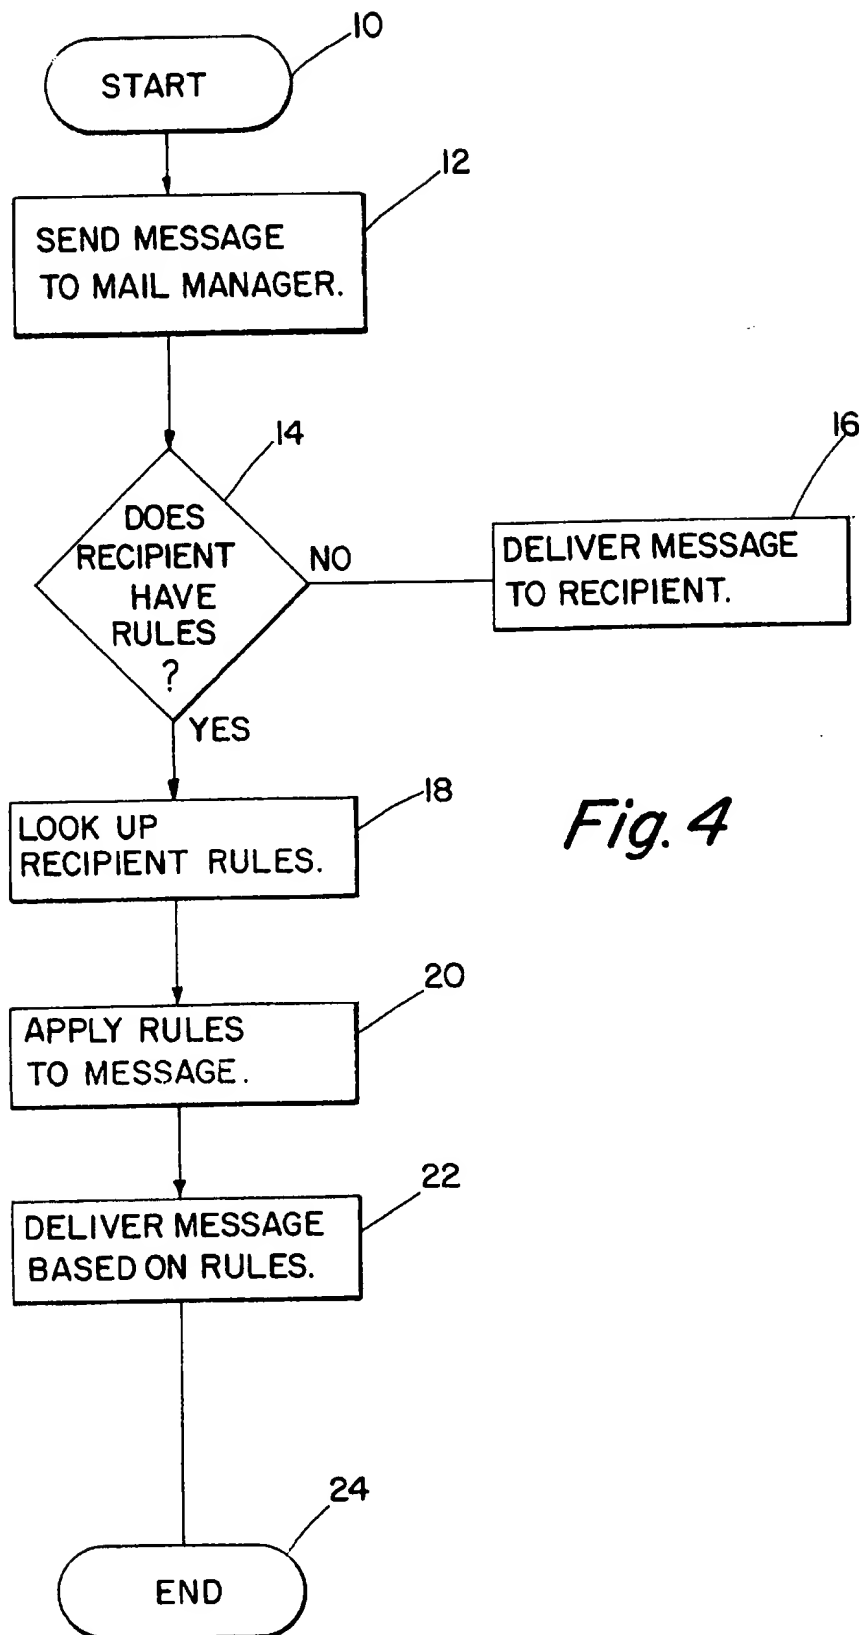 10
START
12
SEND MESSAGE
TO MAIL MANAGER.
14
DOES
RECIPIENT
HAVE
RULES
?
NO
16
DELIVER MESSAGE
TO RECIPIENT.
YES
18
LOOK UP
RECIPIENT RULES.
Fig. 4
20
APPLY RULES
TO MESSAGE.
22
DELIVER MESSAGE
BASED ON RULES.
24
END